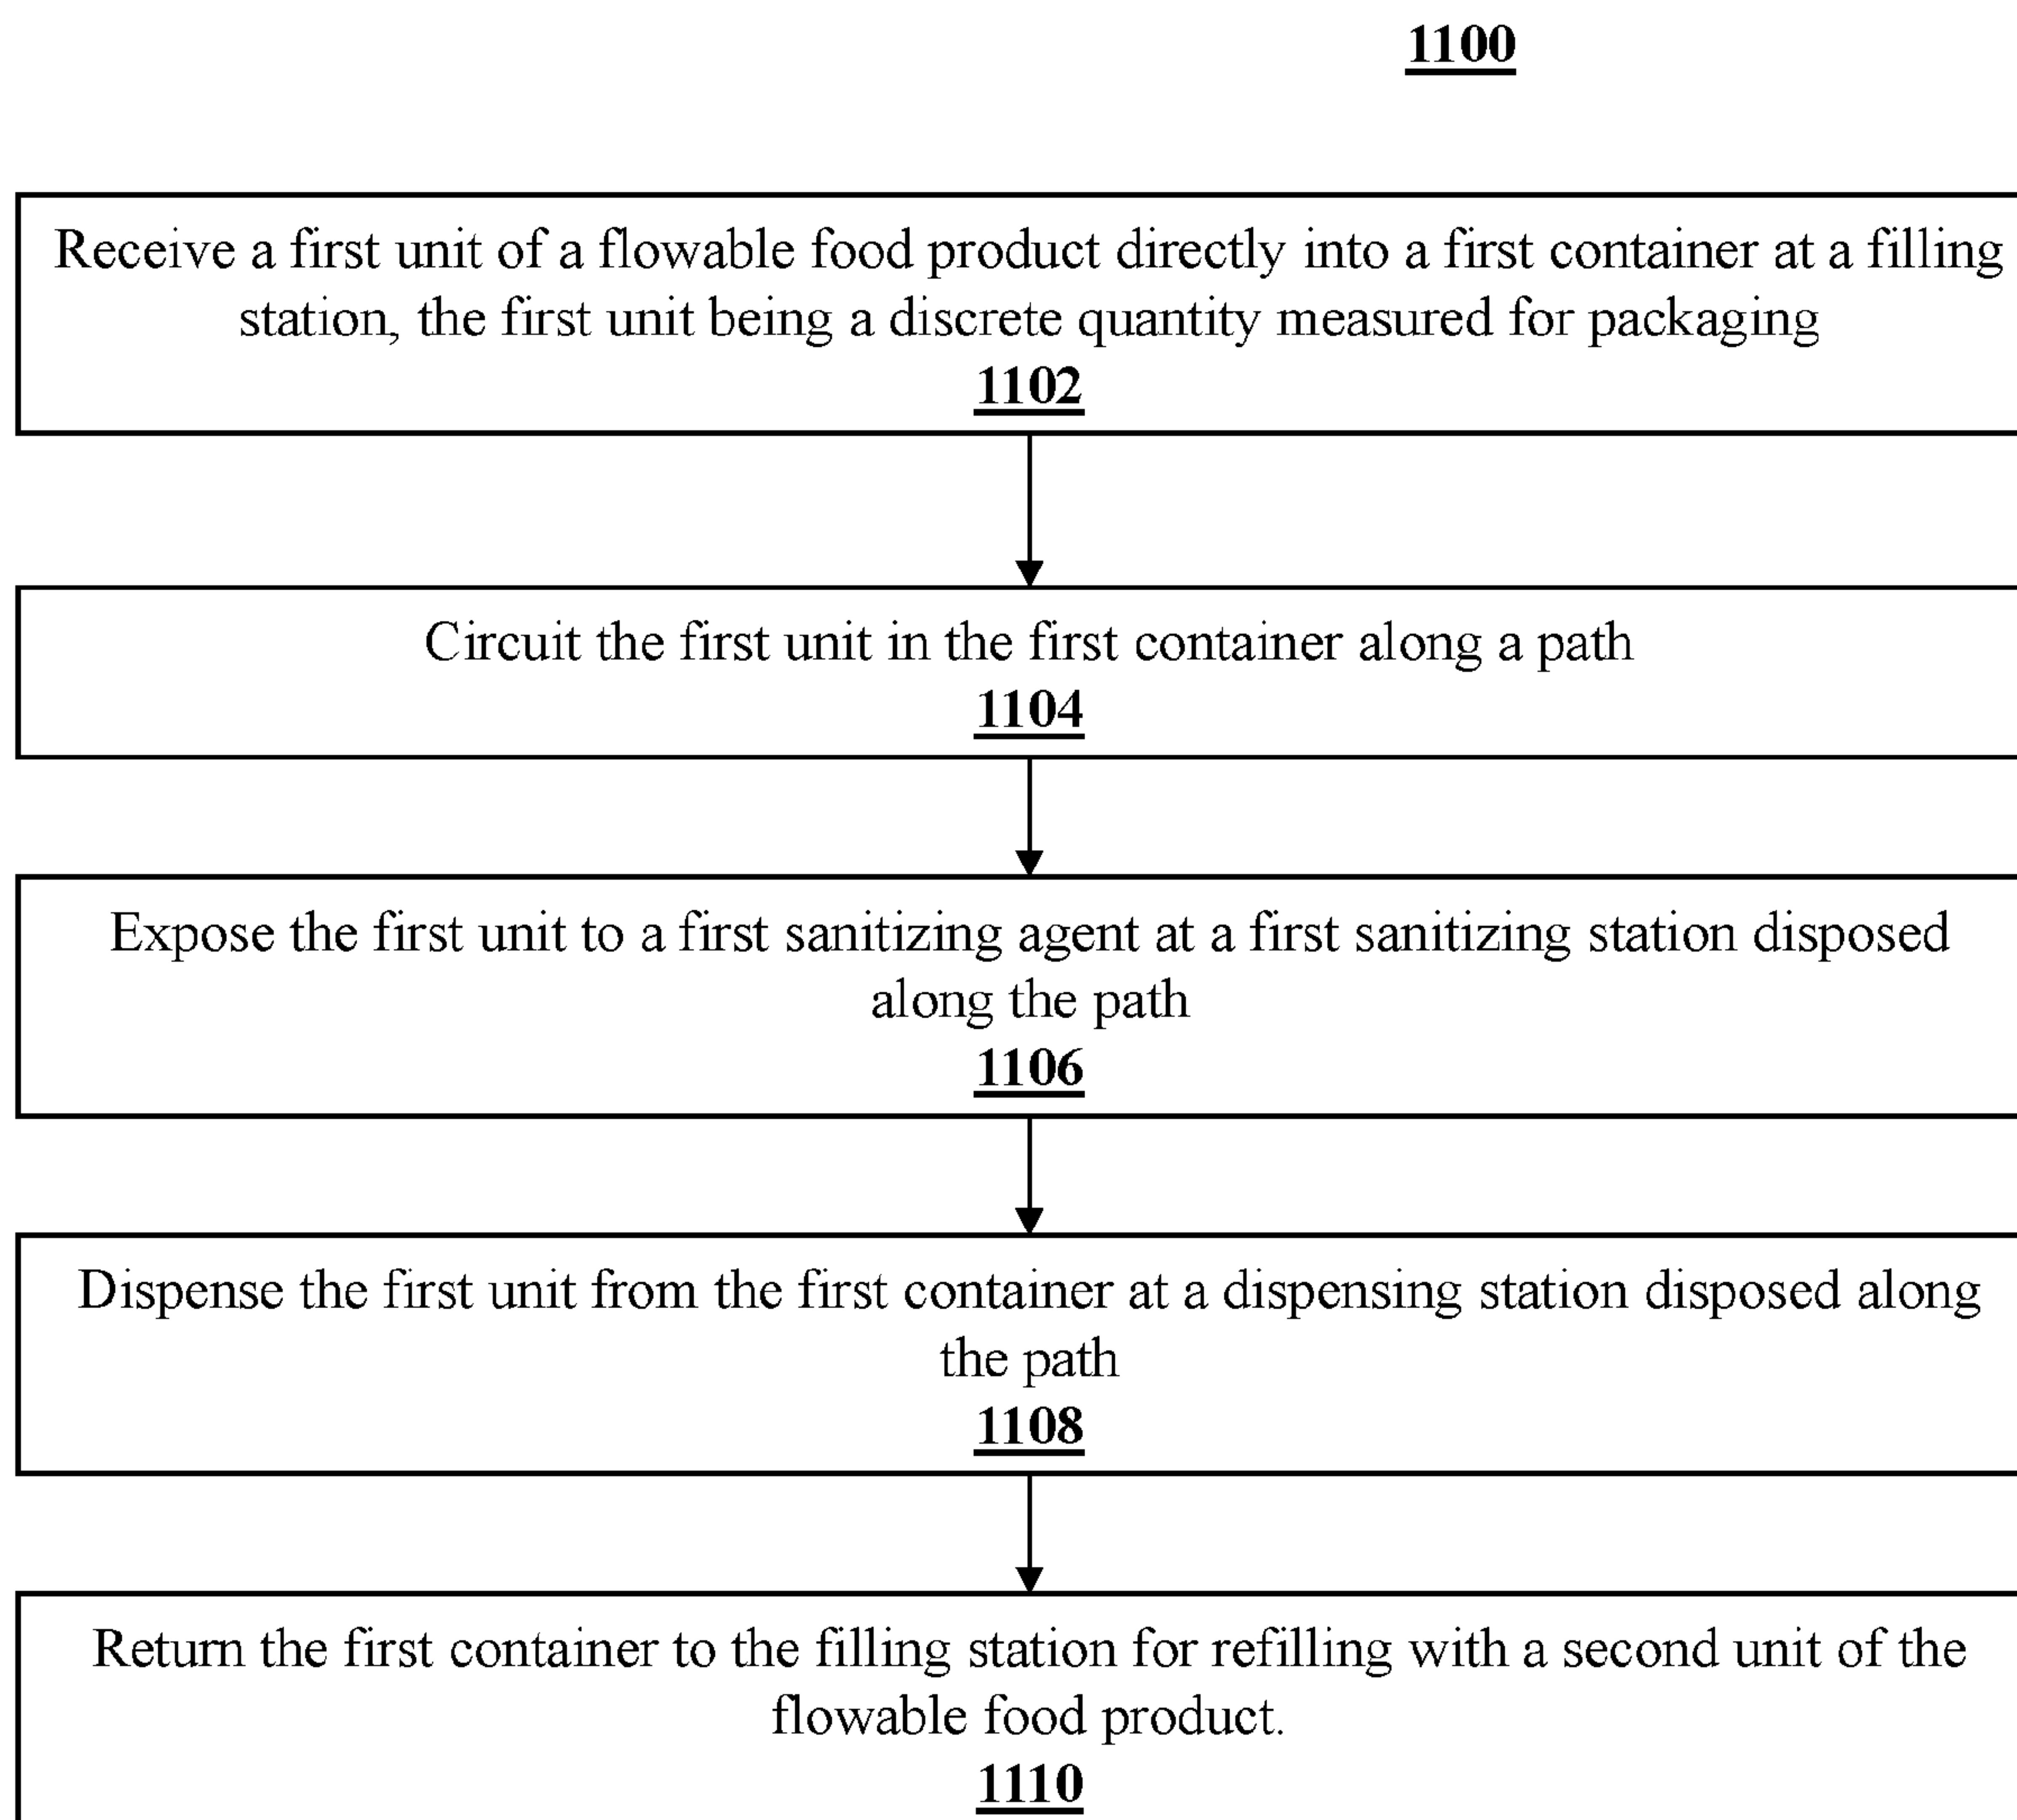 1100
Receive a first unit of a flowable food product directly into a first container at a filling
station, the first unit being a discrete quantity measured for packaging
1102
Circuit the first unit in the first container along a path
1104
Expose the first unit to a first sanitizing agent at a first sanitizing station disposed
along the path
1106
Dispense the first unit from the first container at a dispensing station disposed along
the path
1108
Return the first container to the filling station for refilling with a second unit of the
flowable food product.
1110